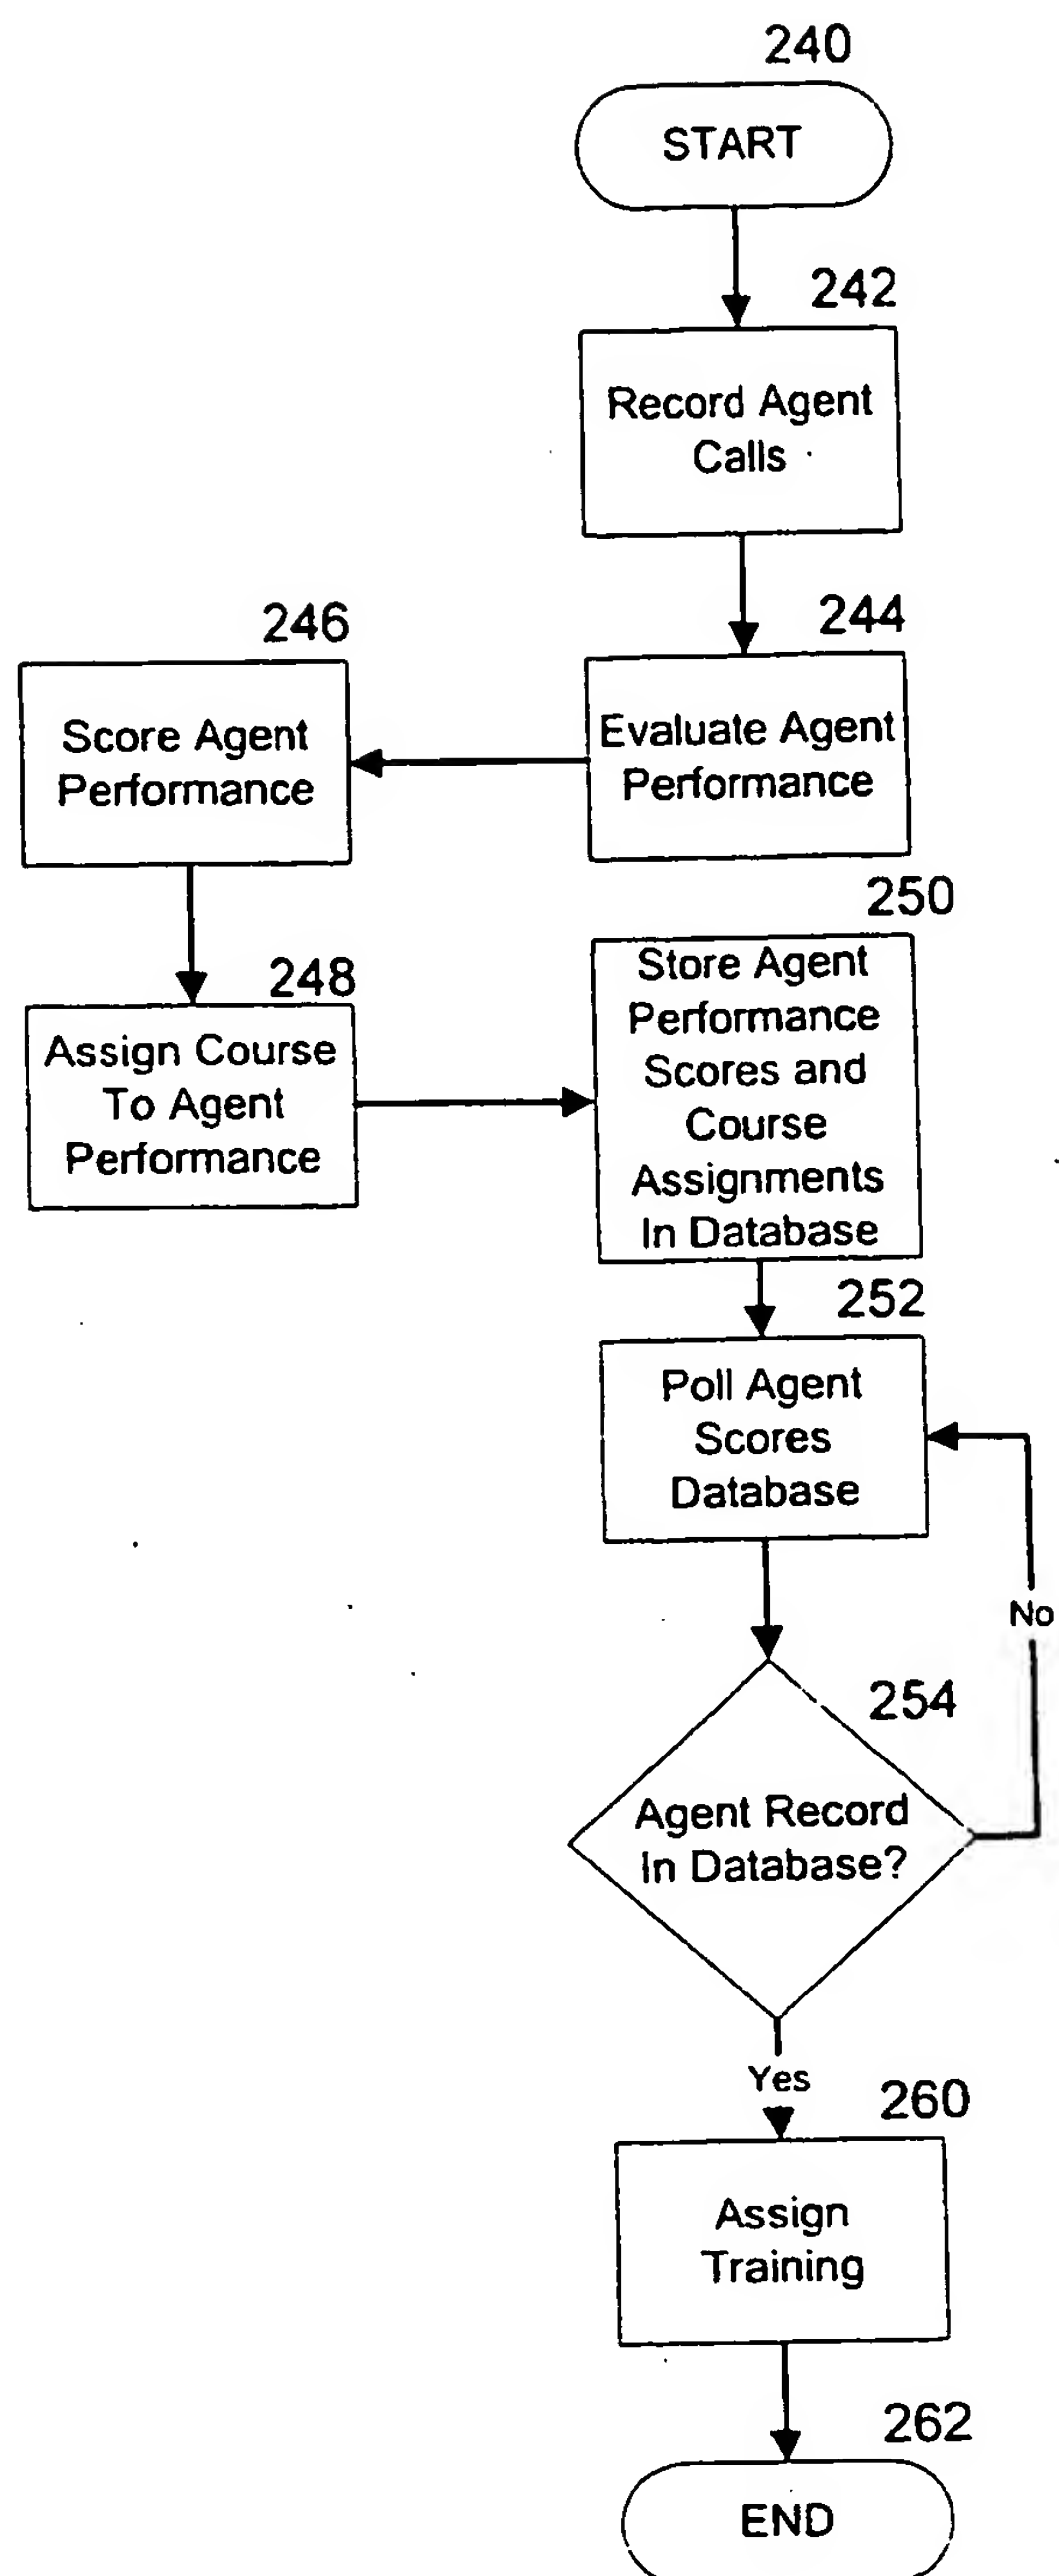 240
START
242
Record Agent
Calls
244
Evaluate Agent
Performance
246
Score Agent
Performance
248
Assign Course
To Agent
Performance
250
Store Agent
Performance
Scores and
Course
Assignments
In Database
252
Poll Agent
Scores
Database
No
254
Agent Record
In Database?
Yes
260
Assign
Training
262
END